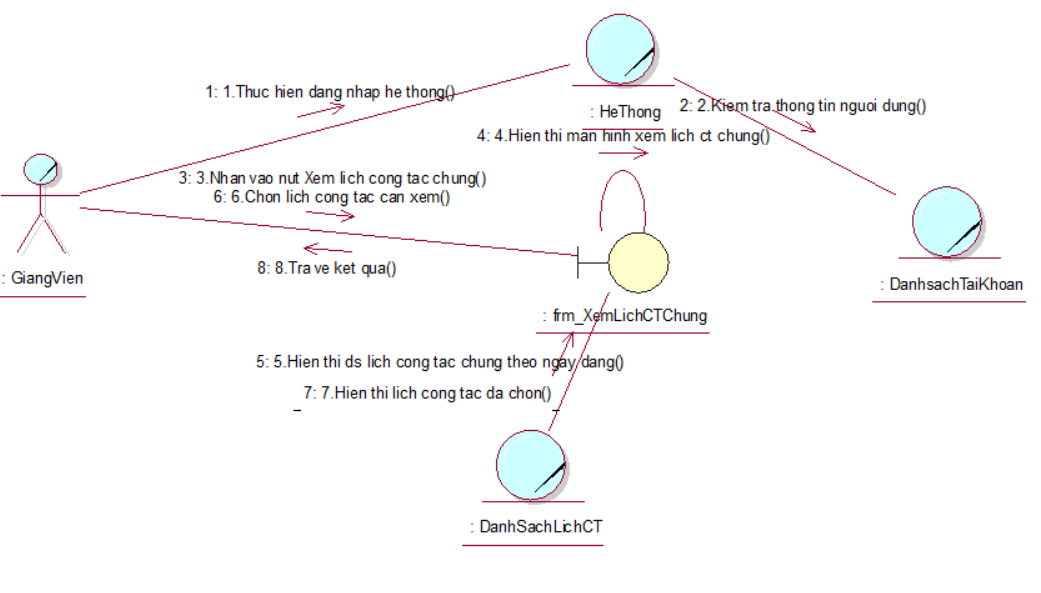 1: 1.Thuc hien dang nhap he thong()
: HeThong
2: 2.Kiem tra thong tin nguoi dung()
4: 4.Hien thi man hinh xem lich ct chung()
3: 3.Nhan vao nut Xem lich cong tac chung()
6: 6.Chon lich cong tac can xem()
8: 8.Tra ve ket qua()
: GiangVien
: DanhsachTaiKhoan
: frm_XemLichCTChung
5: 5.Hien thi ds lich cong tac chung theo ngay dang()
7: 7.Hien thi lich cong tac da chon()
: DanhSachLichCT